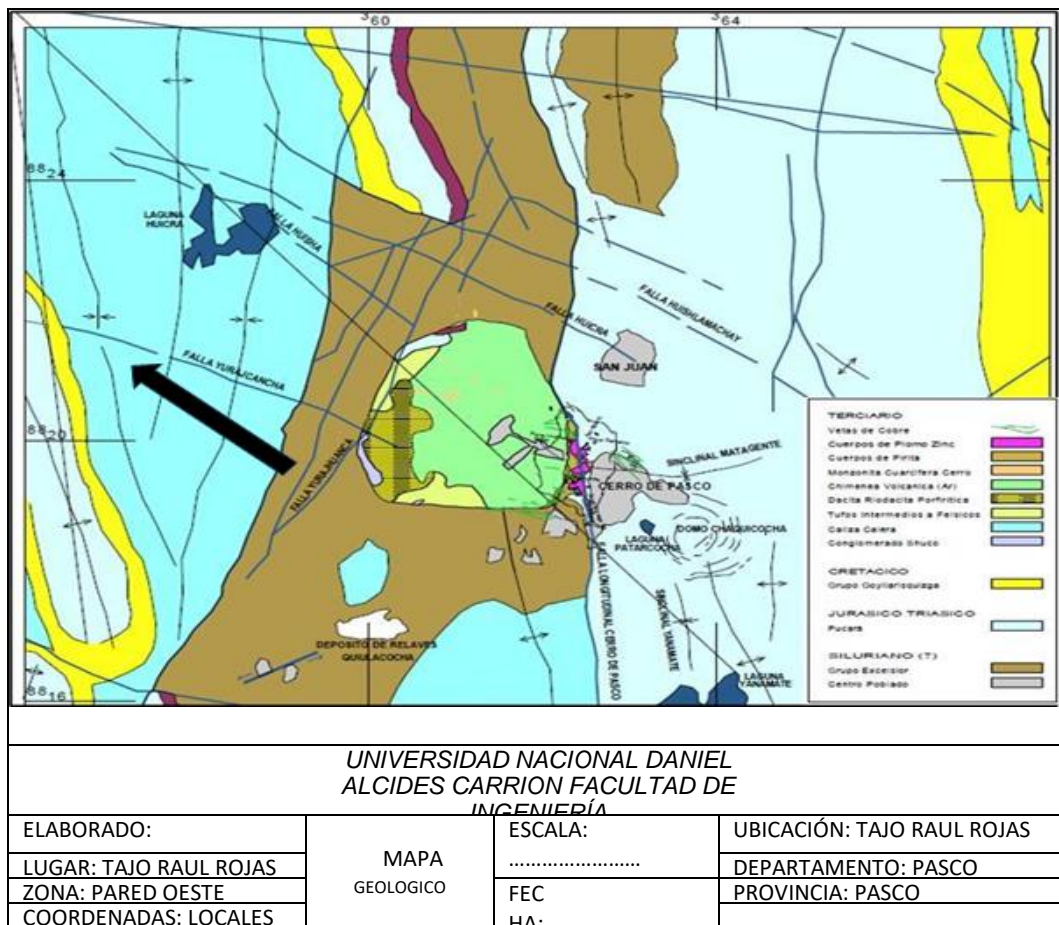 360
364
8824
LAGUNA
HUICRA
FALLA HUISLLA
FALLA HUISHLAMACHAY
FALLA HUICRA
FALLA YURAJCANCHA
SAN JUAN
8820
SINCLINAL MATAGENTE
CERRO DE PASCO
FALLA YURAJHUANCA
DOMO CHAQUICOCHA
LAGUNA
PATARCOCHA
FALLA LONGITUDINAL CERRO DE PASCO
SINCLINAL YANAMATE
DEPOSITO DE RELAVES
QUIULACOCHA
LAGUNA
YANAMATE
8816
TERCIARIO
Vetas de Cobre
Cuerpos de Plomo Zinc
Cuerpos de Pirita
Monzonita Cuarcifera Cerro
Chimenea Volcanica (Ar)
Dacita Riodacita Porfiritica
Tufos Intermedios a Felsicos
Caliza Calera
Conglomerado Shuco
CRETACICO
Grupo Goyllarisquizga
JURASICO TRIASICO
Pucara
SILURIANO (?)
Grupo Excelsior
Centro Poblado
UNIVERSIDAD NACIONAL DANIEL
ALCIDES CARRION FACULTAD DE
INGENIERÍA
ELABORADO:
LUGAR: TAJO RAUL ROJAS
ZONA: PARED OESTE
COORDENADAS: LOCALES
MAPA
GEOLOGICO
ESCALA:
........................
FEC
HA:
UBICACIÓN: TAJO RAUL ROJAS
DEPARTAMENTO: PASCO
PROVINCIA: PASCO